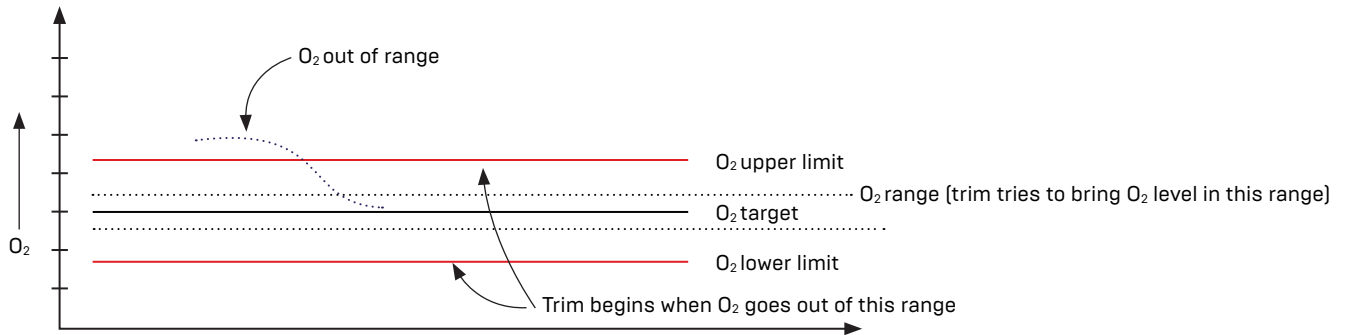 O₂ out of range
O₂ upper limit
O₂ range (trim tries to bring O₂ level in this range)
O₂ target
O₂
O₂ lower limit
Trim begins when O₂ goes out of this range